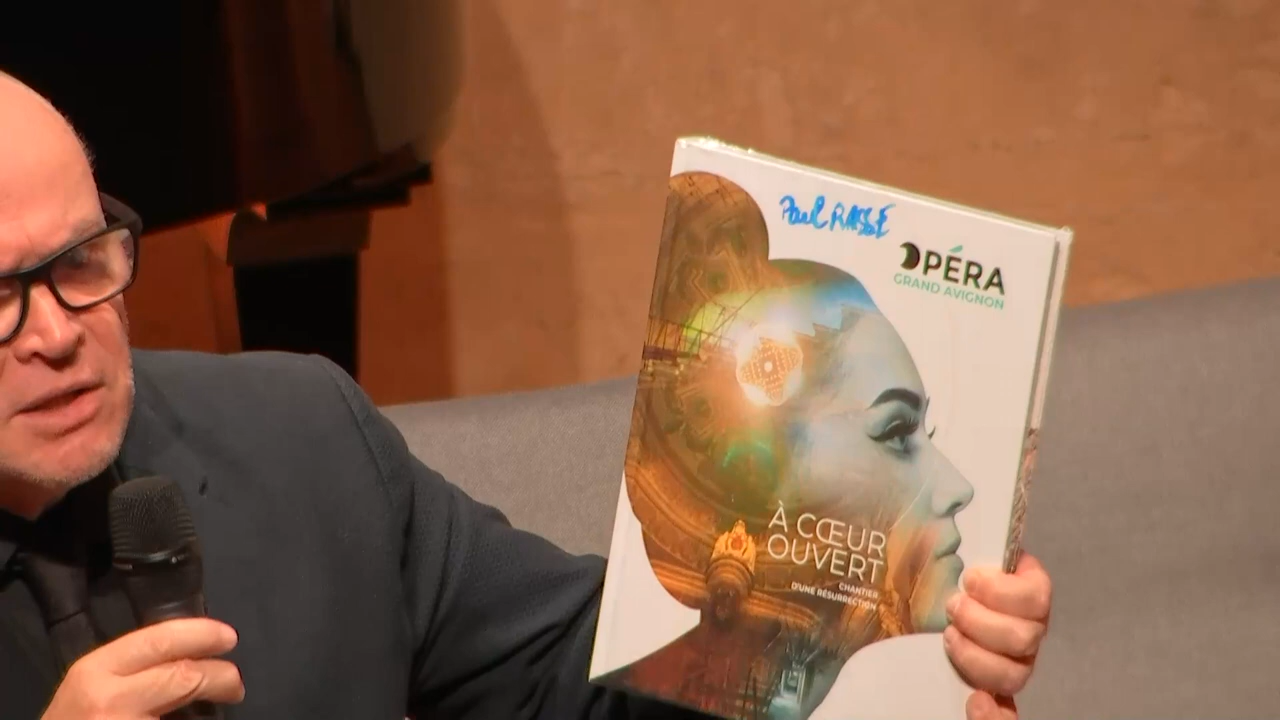 Paul RASSE
OPÉRA
GRAND AVIGNON
À CŒUR
OUVERT
CHANTIER
D'UNE RÉSURRECTION